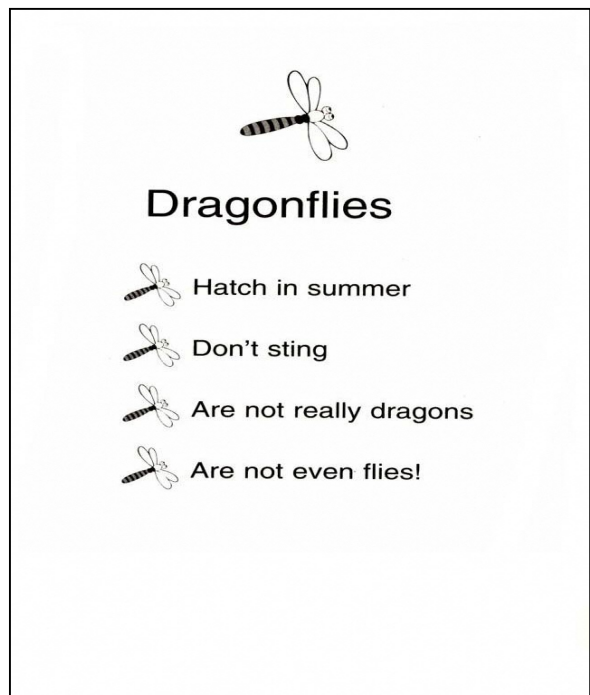 Dragonflies
Hatch in summer
Don't sting
Are not really dragons
Are not even flies!